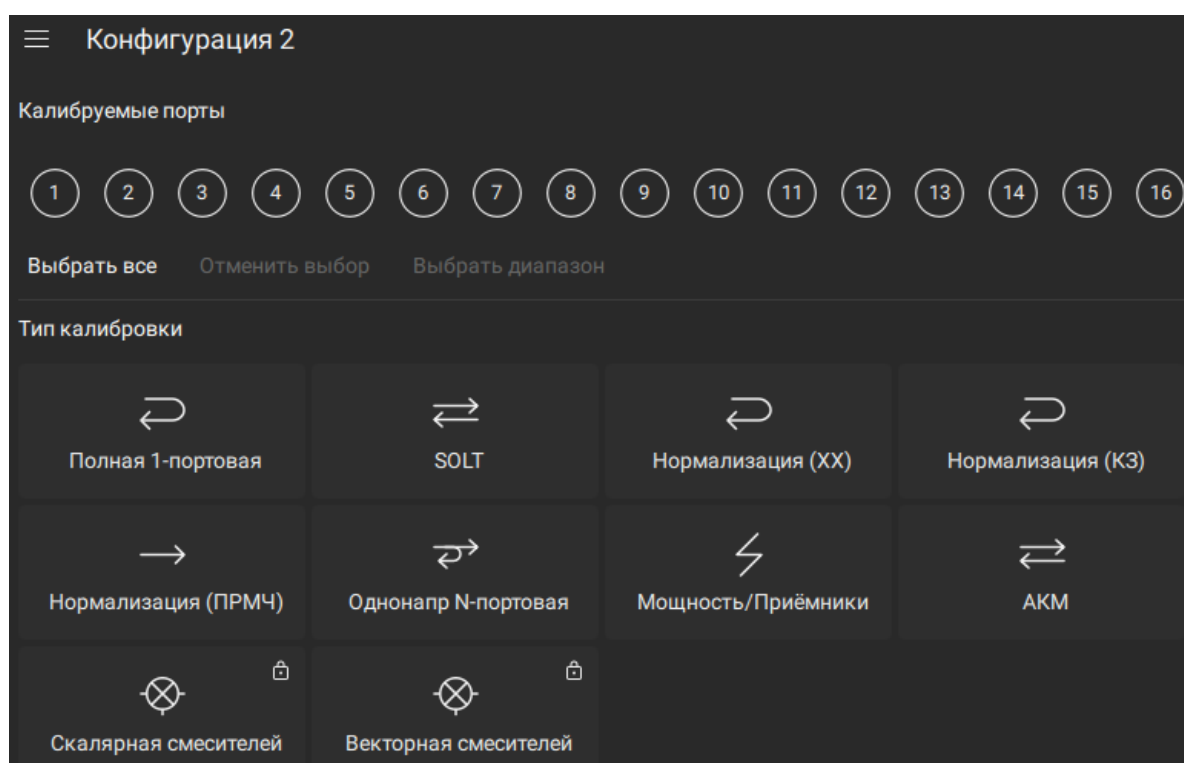 Конфигурация 2
Калибруемые порты
1 2 3 4 5 6 7 8 9 10 11 12 13 14 15 16
Выбрать все Отменить выбор Выбрать диапазон
Тип калибровки
Полная 1-портовая SOLT Нормализация (ХХ) Нормализация (КЗ)
Нормализация (ПРМЧ) Однонапр N-портовая Мощность/Приёмники АКМ
Скалярная смесителей Векторная смесителей